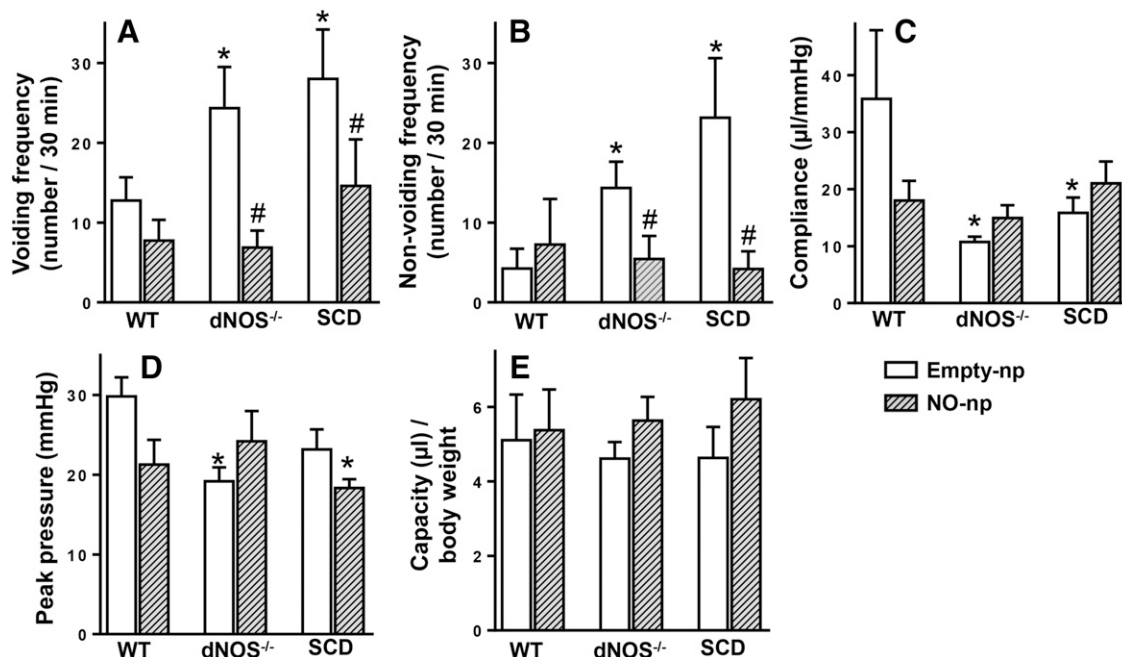 A
Voiding frequency
(number / 30 min)
30
20
10
0
*
*
#
#
WT dNOS-/- SCD
B
Non-voiding frequency
(number / 30 min)
30
20
10
0
*
*
#
#
WT dNOS-/- SCD
C
Compliance (µl/mmHg)
40
30
20
10
0
*
*
WT dNOS-/- SCD
D
Peak pressure (mmHg)
30
20
10
0
*
*
WT dNOS-/- SCD
E
Capacity (µl) /
body weight
6
4
2
0
WT dNOS-/- SCD
Empty-np
NO-np